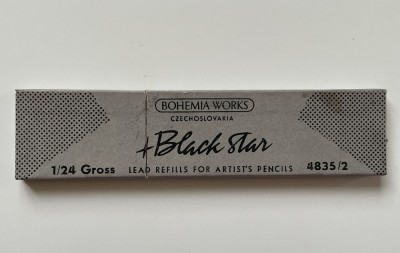 BOHEMIA WORKS
CZECHOSLOVAKIA
Black Star
1/24 Gross LEAD REFILLS FOR ARTIST'S PENCILS 4835/2